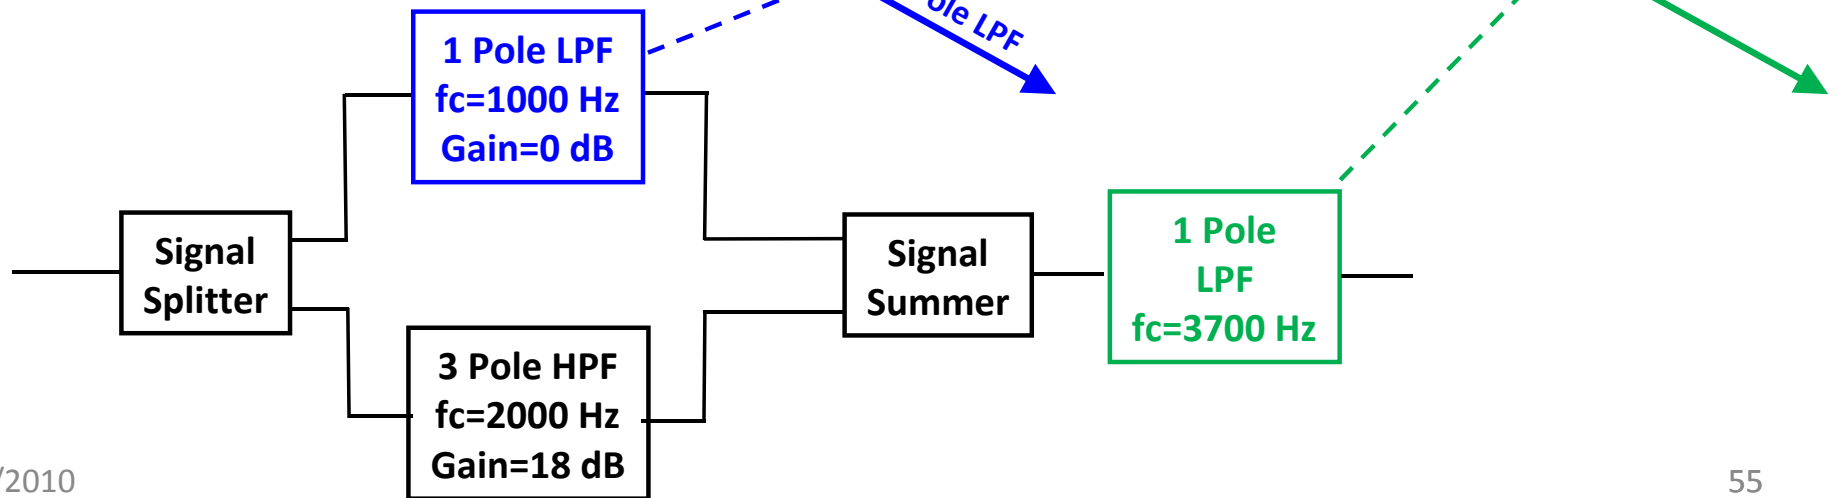 ole LPF
1 Pole LPF
fc=1000 Hz
Gain=0 dB
Signal
Splitter
Signal
Summer
1 Pole
LPF
fc=3700 Hz
3 Pole HPF
fc=2000 Hz
Gain=18 dB
/2010
55